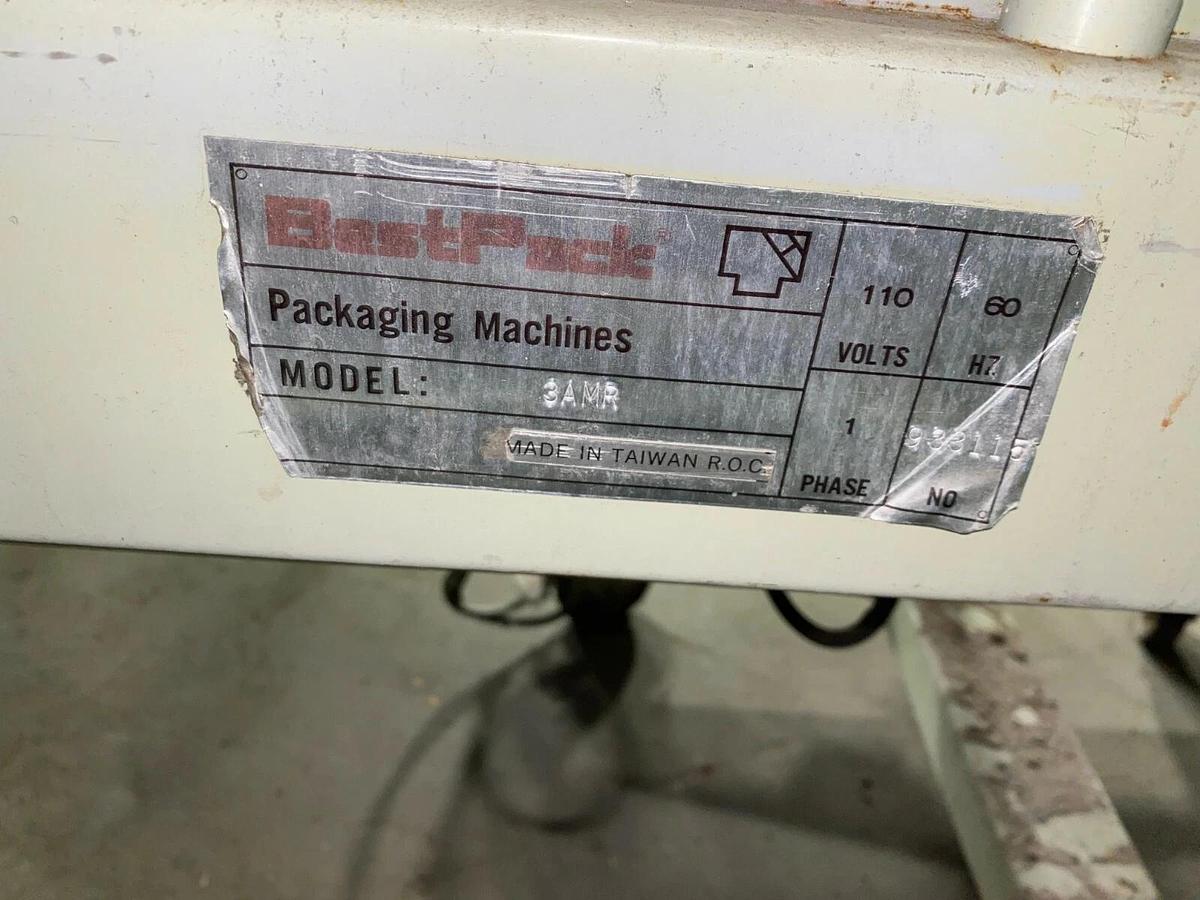 BestPack®
Packaging Machines
MODEL: 3AMR
MADE IN TAIWAN R.O.C.
110
VOLTS
60
HZ
1
PHASE
NO